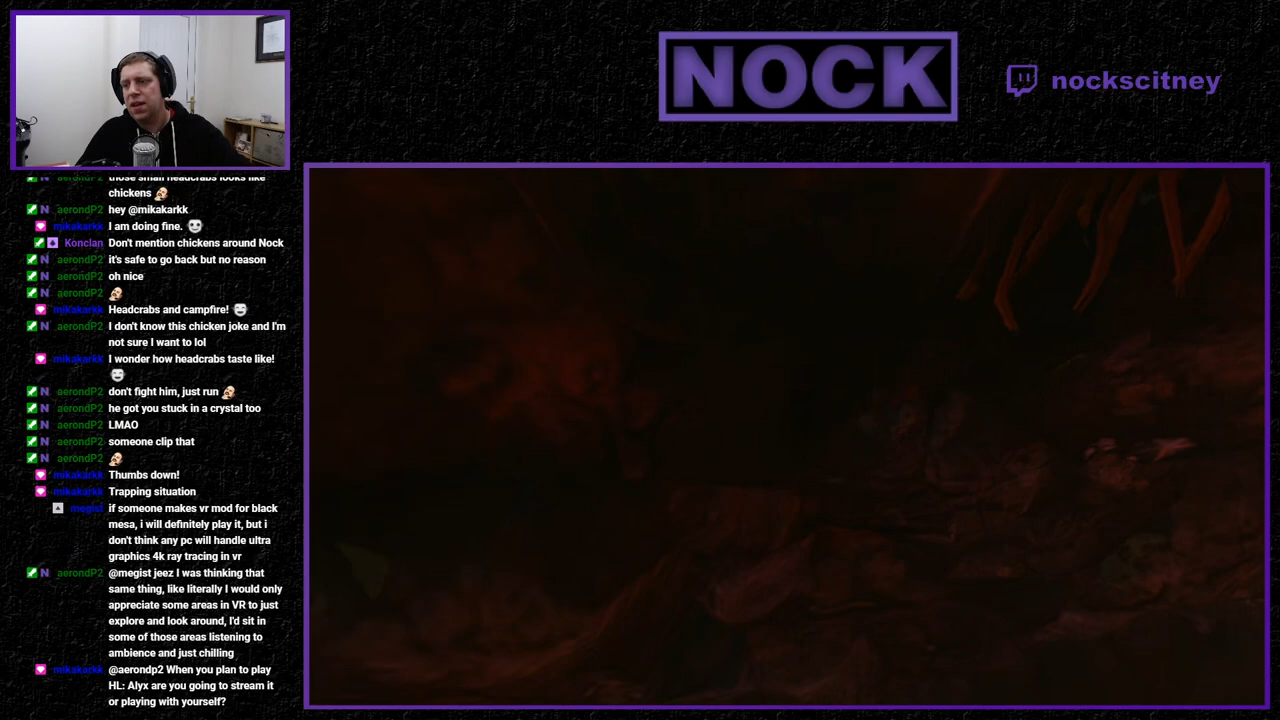 NOCK
nockscitney
aerondP2 those small headcrabs looks like
chickens
aerondP2 hey @mikakarkk
mikakarkk I am doing fine.
Konclan Don't mention chickens around Nock
aerondP2 it's safe to go back but no reason
aerondP2 oh nice
aerondP2
mikakarkk Headcrabs and campfire!
aerondP2 I don't know this chicken joke and I'm
not sure I want to lol
mikakarkk I wonder how headcrabs taste like!
aerondP2 don't fight him, just run
aerondP2 he got you stuck in a crystal too
aerondP2 LMAO
aerondP2 someone clip that
aerondP2
mikakarkk Thumbs down!
mikakarkk Trapping situation
megist if someone makes vr mod for black
mesa, i will definitely play it, but i
don't think any pc will handle ultra
graphics 4k ray tracing in vr
aerondP2 @megist jeez I was thinking that
same thing, like literally I would only
appreciate some areas in VR to just
explore and look around, I'd sit in
some of those areas listening to
ambience and just chilling
mikakarkk @aerondp2 When you plan to play
HL: Alyx are you going to stream it
or playing with yourself?